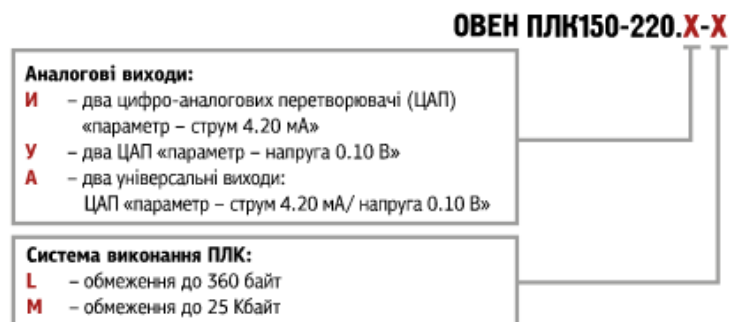 ОВЕН ПЛК150-220.Х-Х
Аналогові виходи:
И – два цифро-аналогових перетворювачі (ЦАП)
«параметр – струм 4.20 мА»
У – два ЦАП «параметр – напруга 0.10 В»
А – два універсальні виходи:
ЦАП «параметр – струм 4.20 мА/ напруга 0.10 В»
Система виконання ПЛК:
L – обмеження до 360 байт
М – обмеження до 25 Кбайт